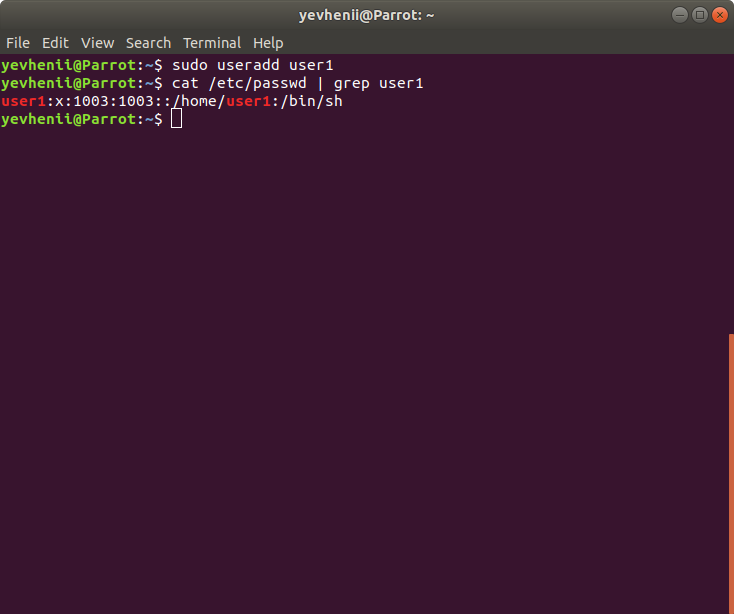 yevhenii@Parrot: ~
File Edit View Search Terminal Help
yevhenii@Parrot:~$ sudo useradd user1
yevhenii@Parrot:~$ cat /etc/passwd | grep user1
user1:x:1003:1003::/home/user1:/bin/sh
yevhenii@Parrot:~$